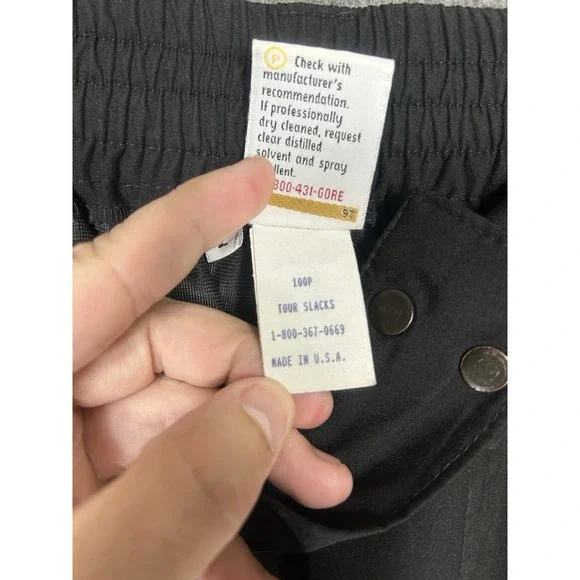 P Check with
manufacturer's
recommendation.
If professionally
dry cleaned, request
clear distilled
solvent and spray
800-431-GORE
97
100P
TOUR SLACKS
1-800-367-0669
MADE IN U.S.A.